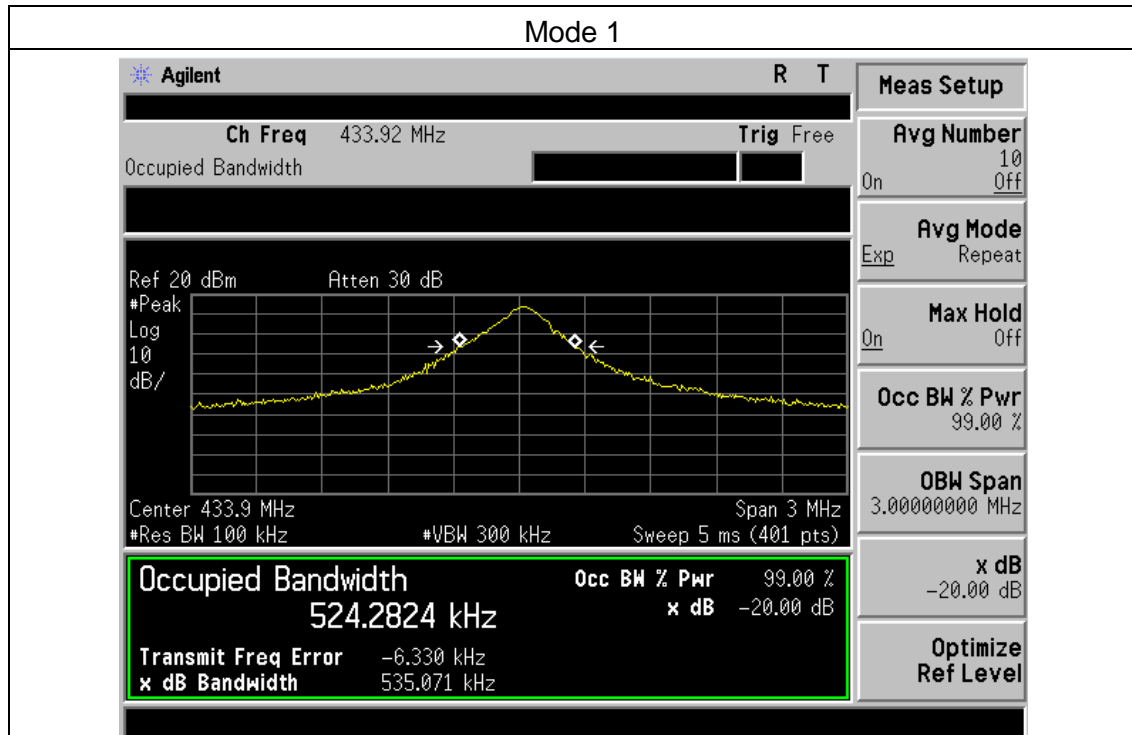 Mode 1
Agilent R T
Ch Freq 433.92 MHz Trig Free
Occupied Bandwidth
Ref 20 dBm Atten 30 dB
#Peak
Log
10
dB/
Center 433.9 MHz Span 3 MHz
#Res BW 100 kHz #VBW 300 kHz Sweep 5 ms (401 pts)
Occupied Bandwidth Occ BW % Pwr 99.00 %
524.2824 kHz x dB -20.00 dB
Transmit Freq Error -6.330 kHz
x dB Bandwidth 535.071 kHz
Meas Setup
Avg Number
10
On Off
Avg Mode
Exp Repeat
Max Hold
On Off
Occ BW % Pwr
99.00 %
OBW Span
3.00000000 MHz
x dB
-20.00 dB
Optimize
Ref Level